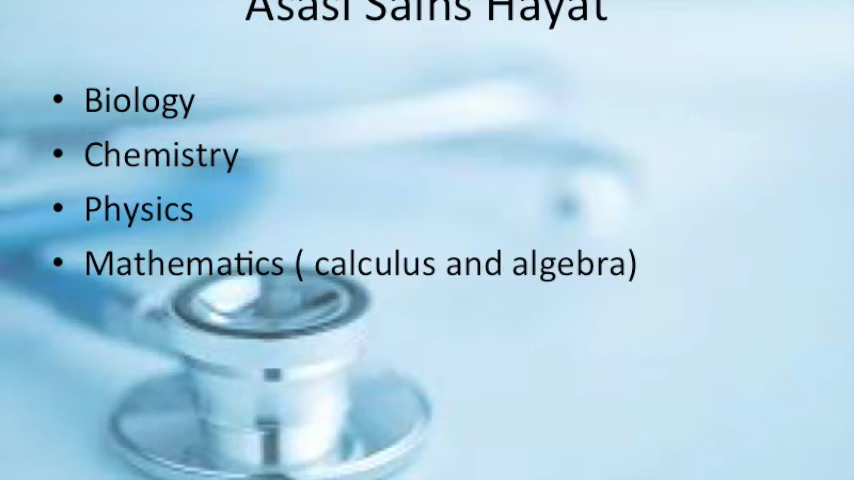 Asasi Sains Hayat
• Biology
• Chemistry
• Physics
• Mathematics ( calculus and algebra)